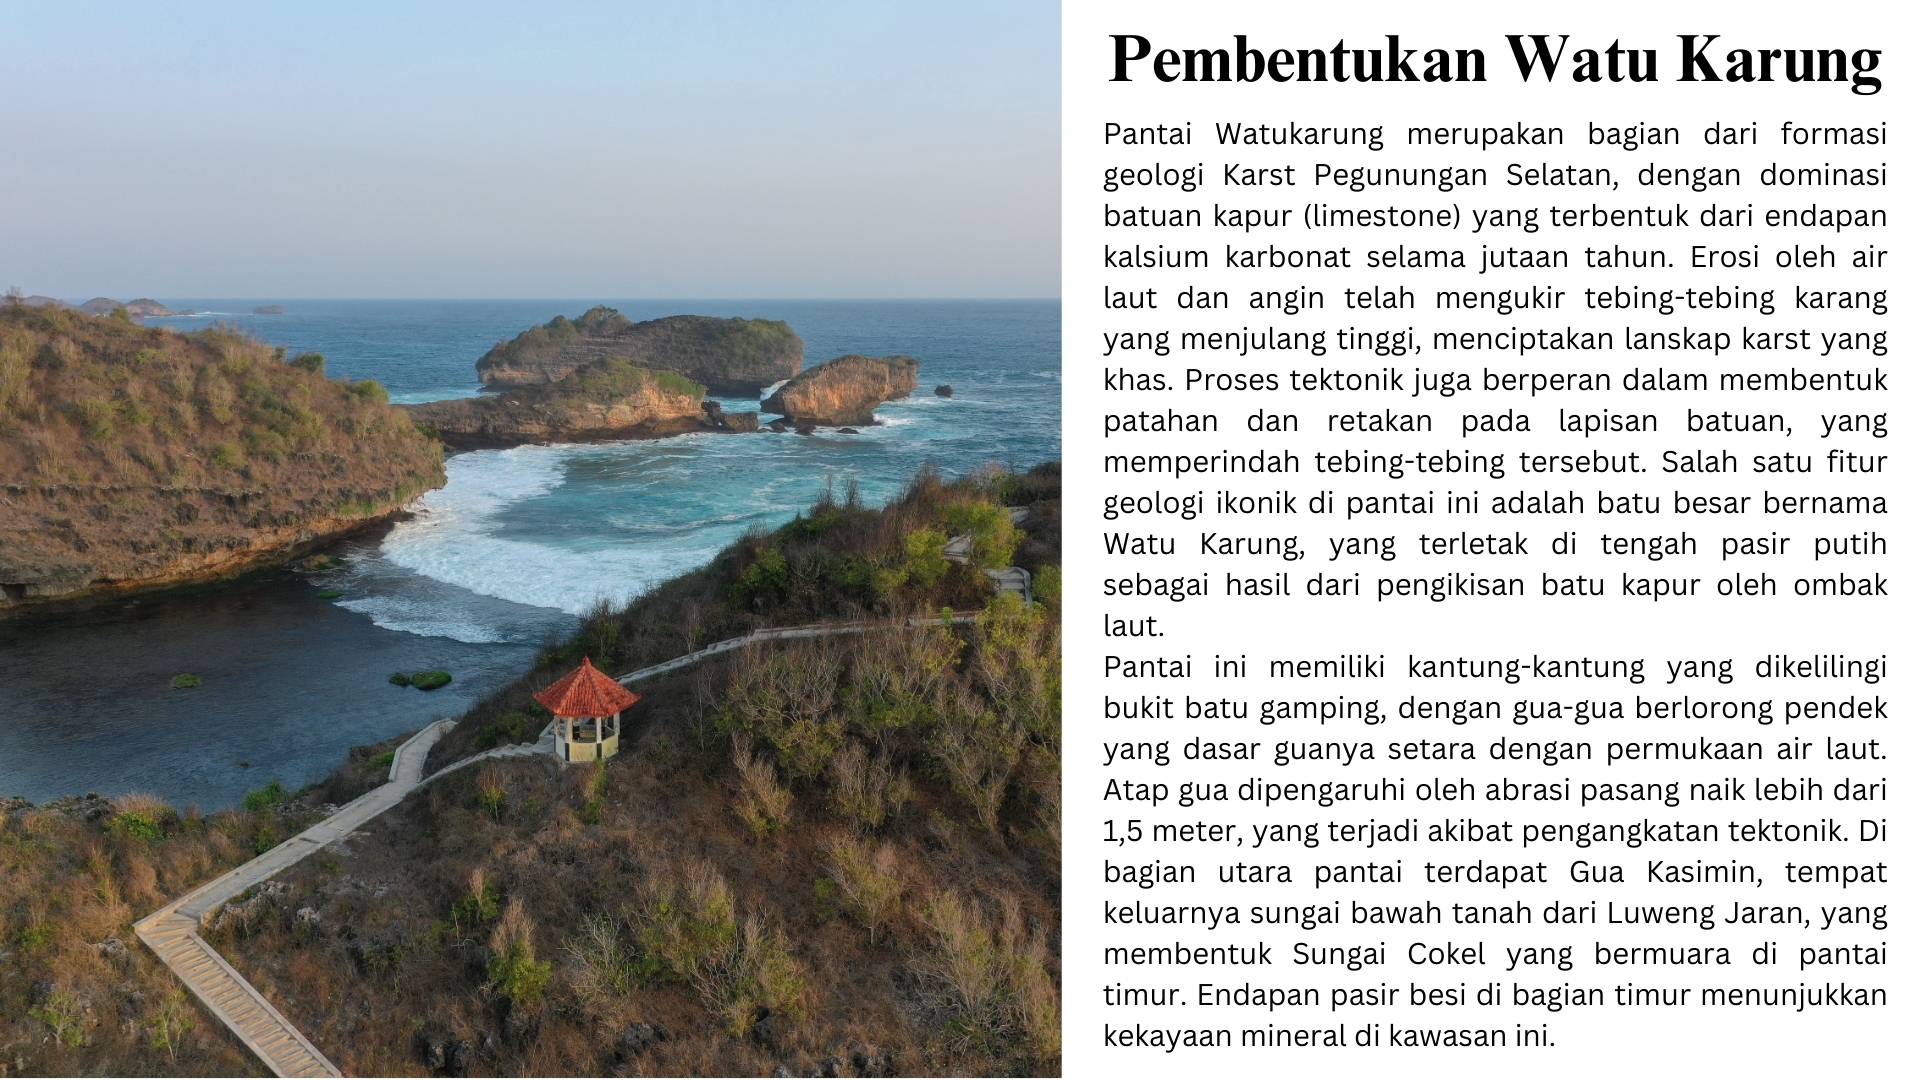 Pembentukan Watu Karung
Pantai Watukarung merupakan bagian dari formasi
geologi Karst Pegunungan Selatan, dengan dominasi
batuan kapur (limestone) yang terbentuk dari endapan
kalsium karbonat selama jutaan tahun. Erosi oleh air
laut dan angin telah mengukir tebing-tebing karang
yang menjulang tinggi, menciptakan lanskap karst yang
khas. Proses tektonik juga berperan dalam membentuk
patahan dan retakan pada lapisan batuan, yang
memperindah tebing-tebing tersebut. Salah satu fitur
geologi ikonik di pantai ini adalah batu besar bernama
Watu Karung, yang terletak di tengah pasir putih
sebagai hasil dari pengikisan batu kapur oleh ombak
laut.
Pantai ini memiliki kantung-kantung yang dikelilingi
bukit batu gamping, dengan gua-gua berlorong pendek
yang dasar guanya setara dengan permukaan air laut.
Atap gua dipengaruhi oleh abrasi pasang naik lebih dari
1,5 meter, yang terjadi akibat pengangkatan tektonik. Di
bagian utara pantai terdapat Gua Kasimin, tempat
keluarnya sungai bawah tanah dari Luweng Jaran, yang
membentuk Sungai Cokel yang bermuara di pantai
timur. Endapan pasir besi di bagian timur menunjukkan
kekayaan mineral di kawasan ini.